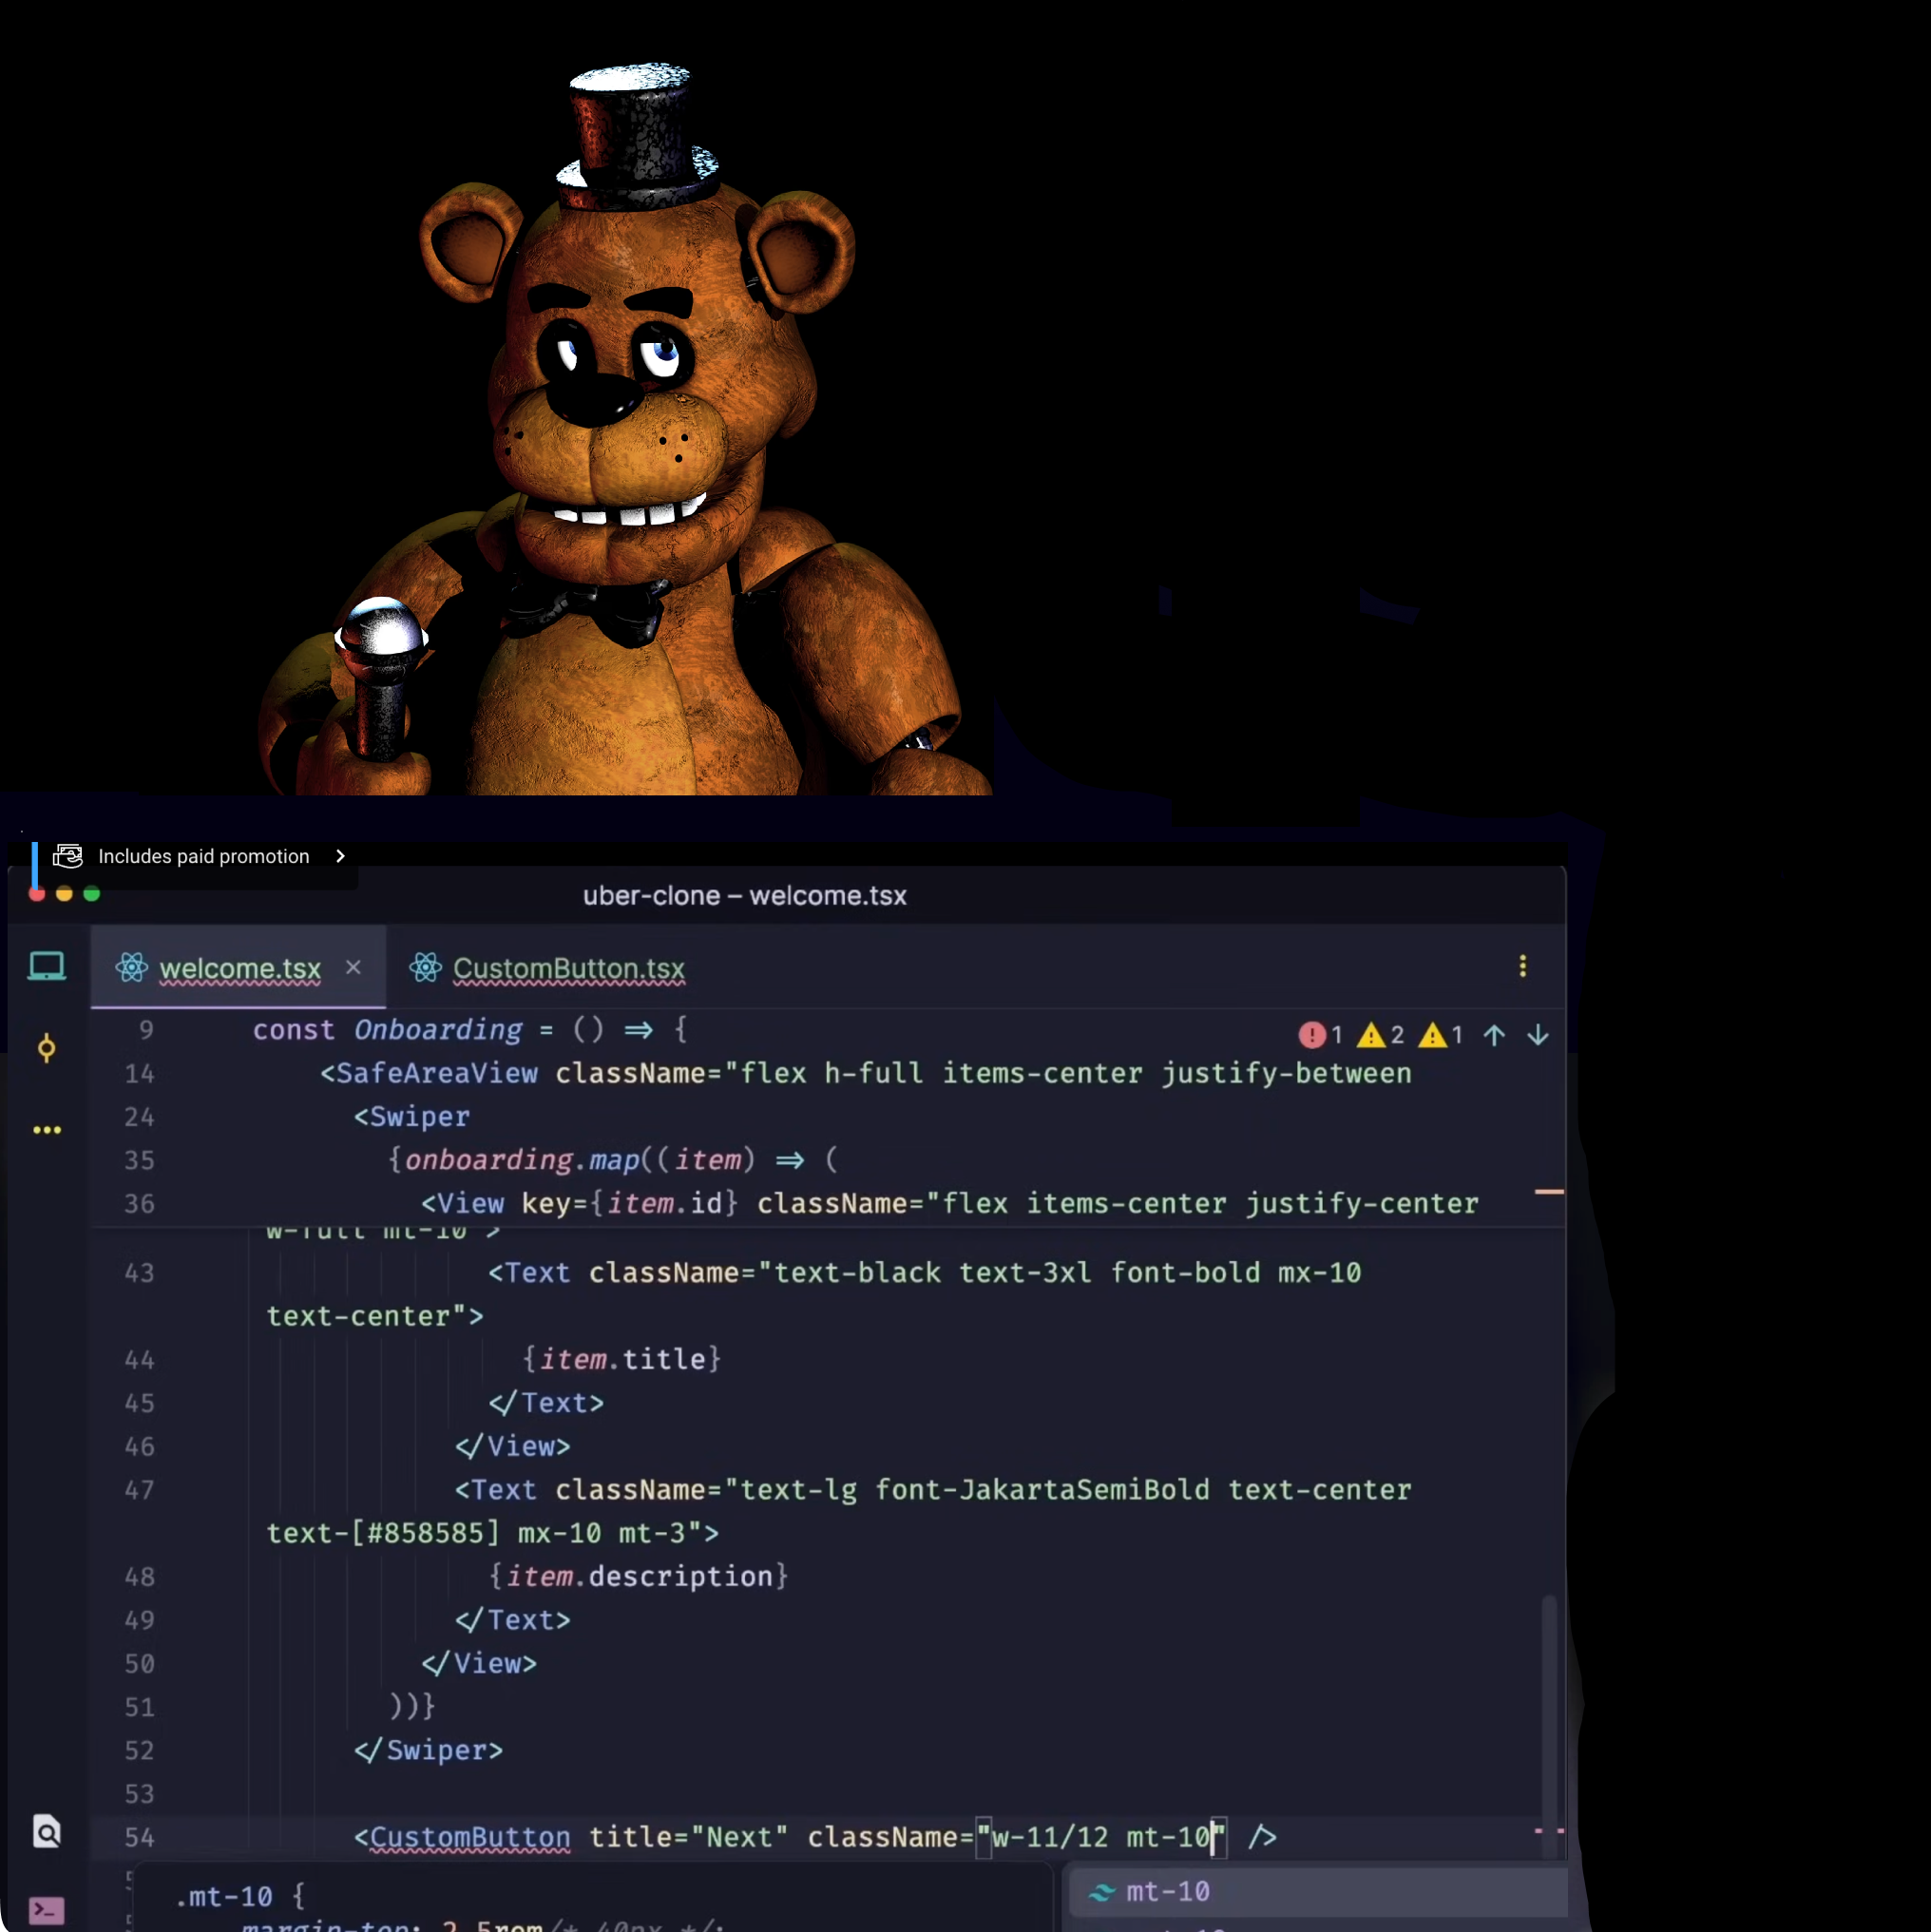 Includes paid promotion
uber-clone – welcome.tsx
welcome.tsx × CustomButton.tsx
9 const Onboarding = () => { 1 2 1
14 <SafeAreaView className="flex h-full items-center justify-between
24 <Swiper
35 {onboarding.map((item) => (
36 <View key={item.id} className="flex items-center justify-center
w-full mt-10">
43 <Text className="text-black text-3xl font-bold mx-10
text-center">
44 {item.title}
45 </Text>
46 </View>
47 <Text className="text-lg font-JakartaSemiBold text-center
text-[#858585] mx-10 mt-3">
48 {item.description}
49 </Text>
50 </View>
51 ))}
52 </Swiper>
53
54 <CustomButton title="Next" className="w-11/12 mt-10" />
.mt-10 { mt-10
margin-top: 2.5rem/* 40px */;